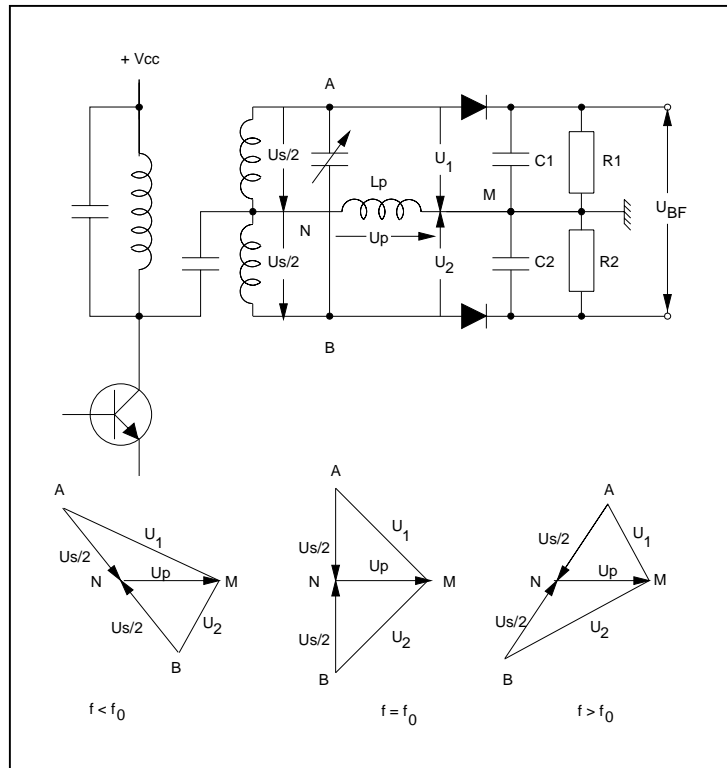 + Vcc
A
Us/2
U1
C1
R1
Lp
M
N
UBF
Us/2
Up
U2
C2
R2
B
A
U1
Us/2
N
Up
M
Us/2
U2
B
f < f0
A
U1
Us/2
N
Up
M
Us/2
U2
B
f = f0
A
U1
Us/2
N
Up
M
Us/2
U2
B
f > f0